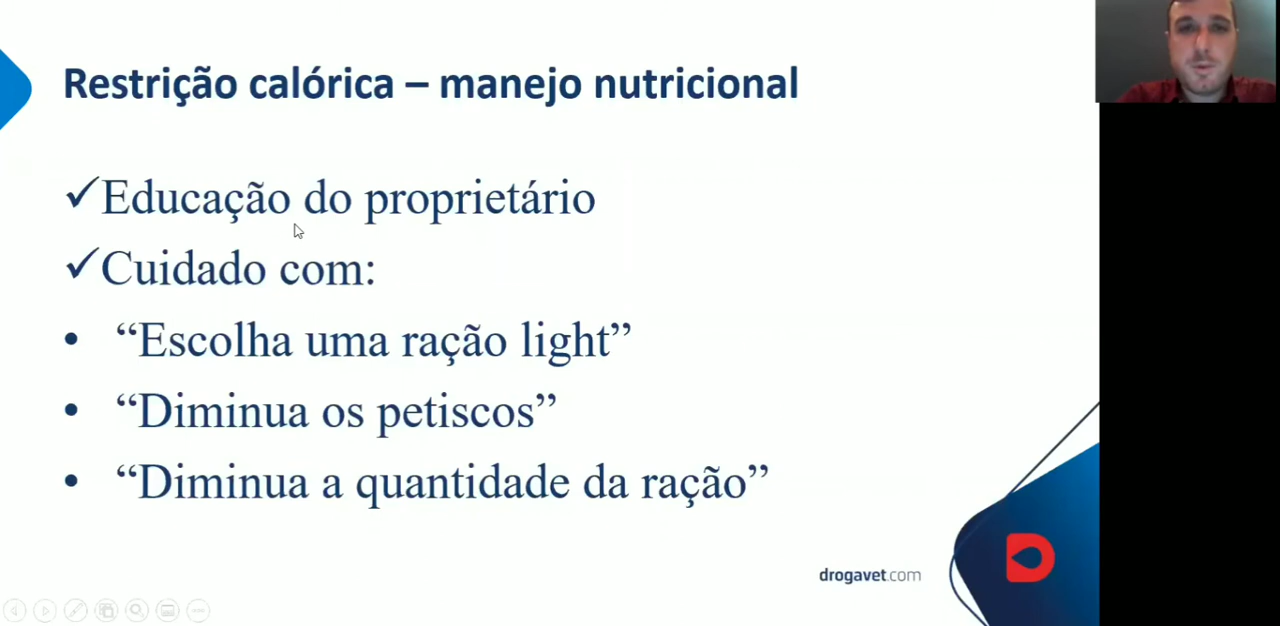 Restrição calórica – manejo nutricional
✓Educação do proprietário
✓Cuidado com:
• “Escolha uma ração light”
• “Diminua os petiscos”
• “Diminua a quantidade da ração”
drogavet.com